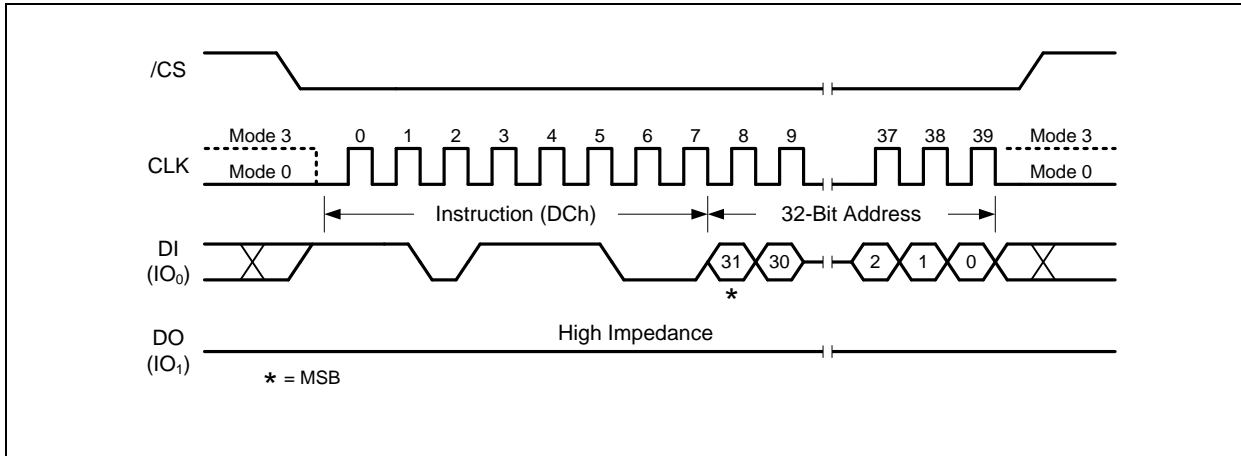 /CS
Mode 3 0 1 2 3 4 5 6 7 8 9 37 38 39 Mode 3
CLK
Mode 0 Mode 0
Instruction (DCh) 32-Bit Address
DI
(IO₀)
31 30 2 1 0
*
High Impedance
DO
(IO₁)
* = MSB